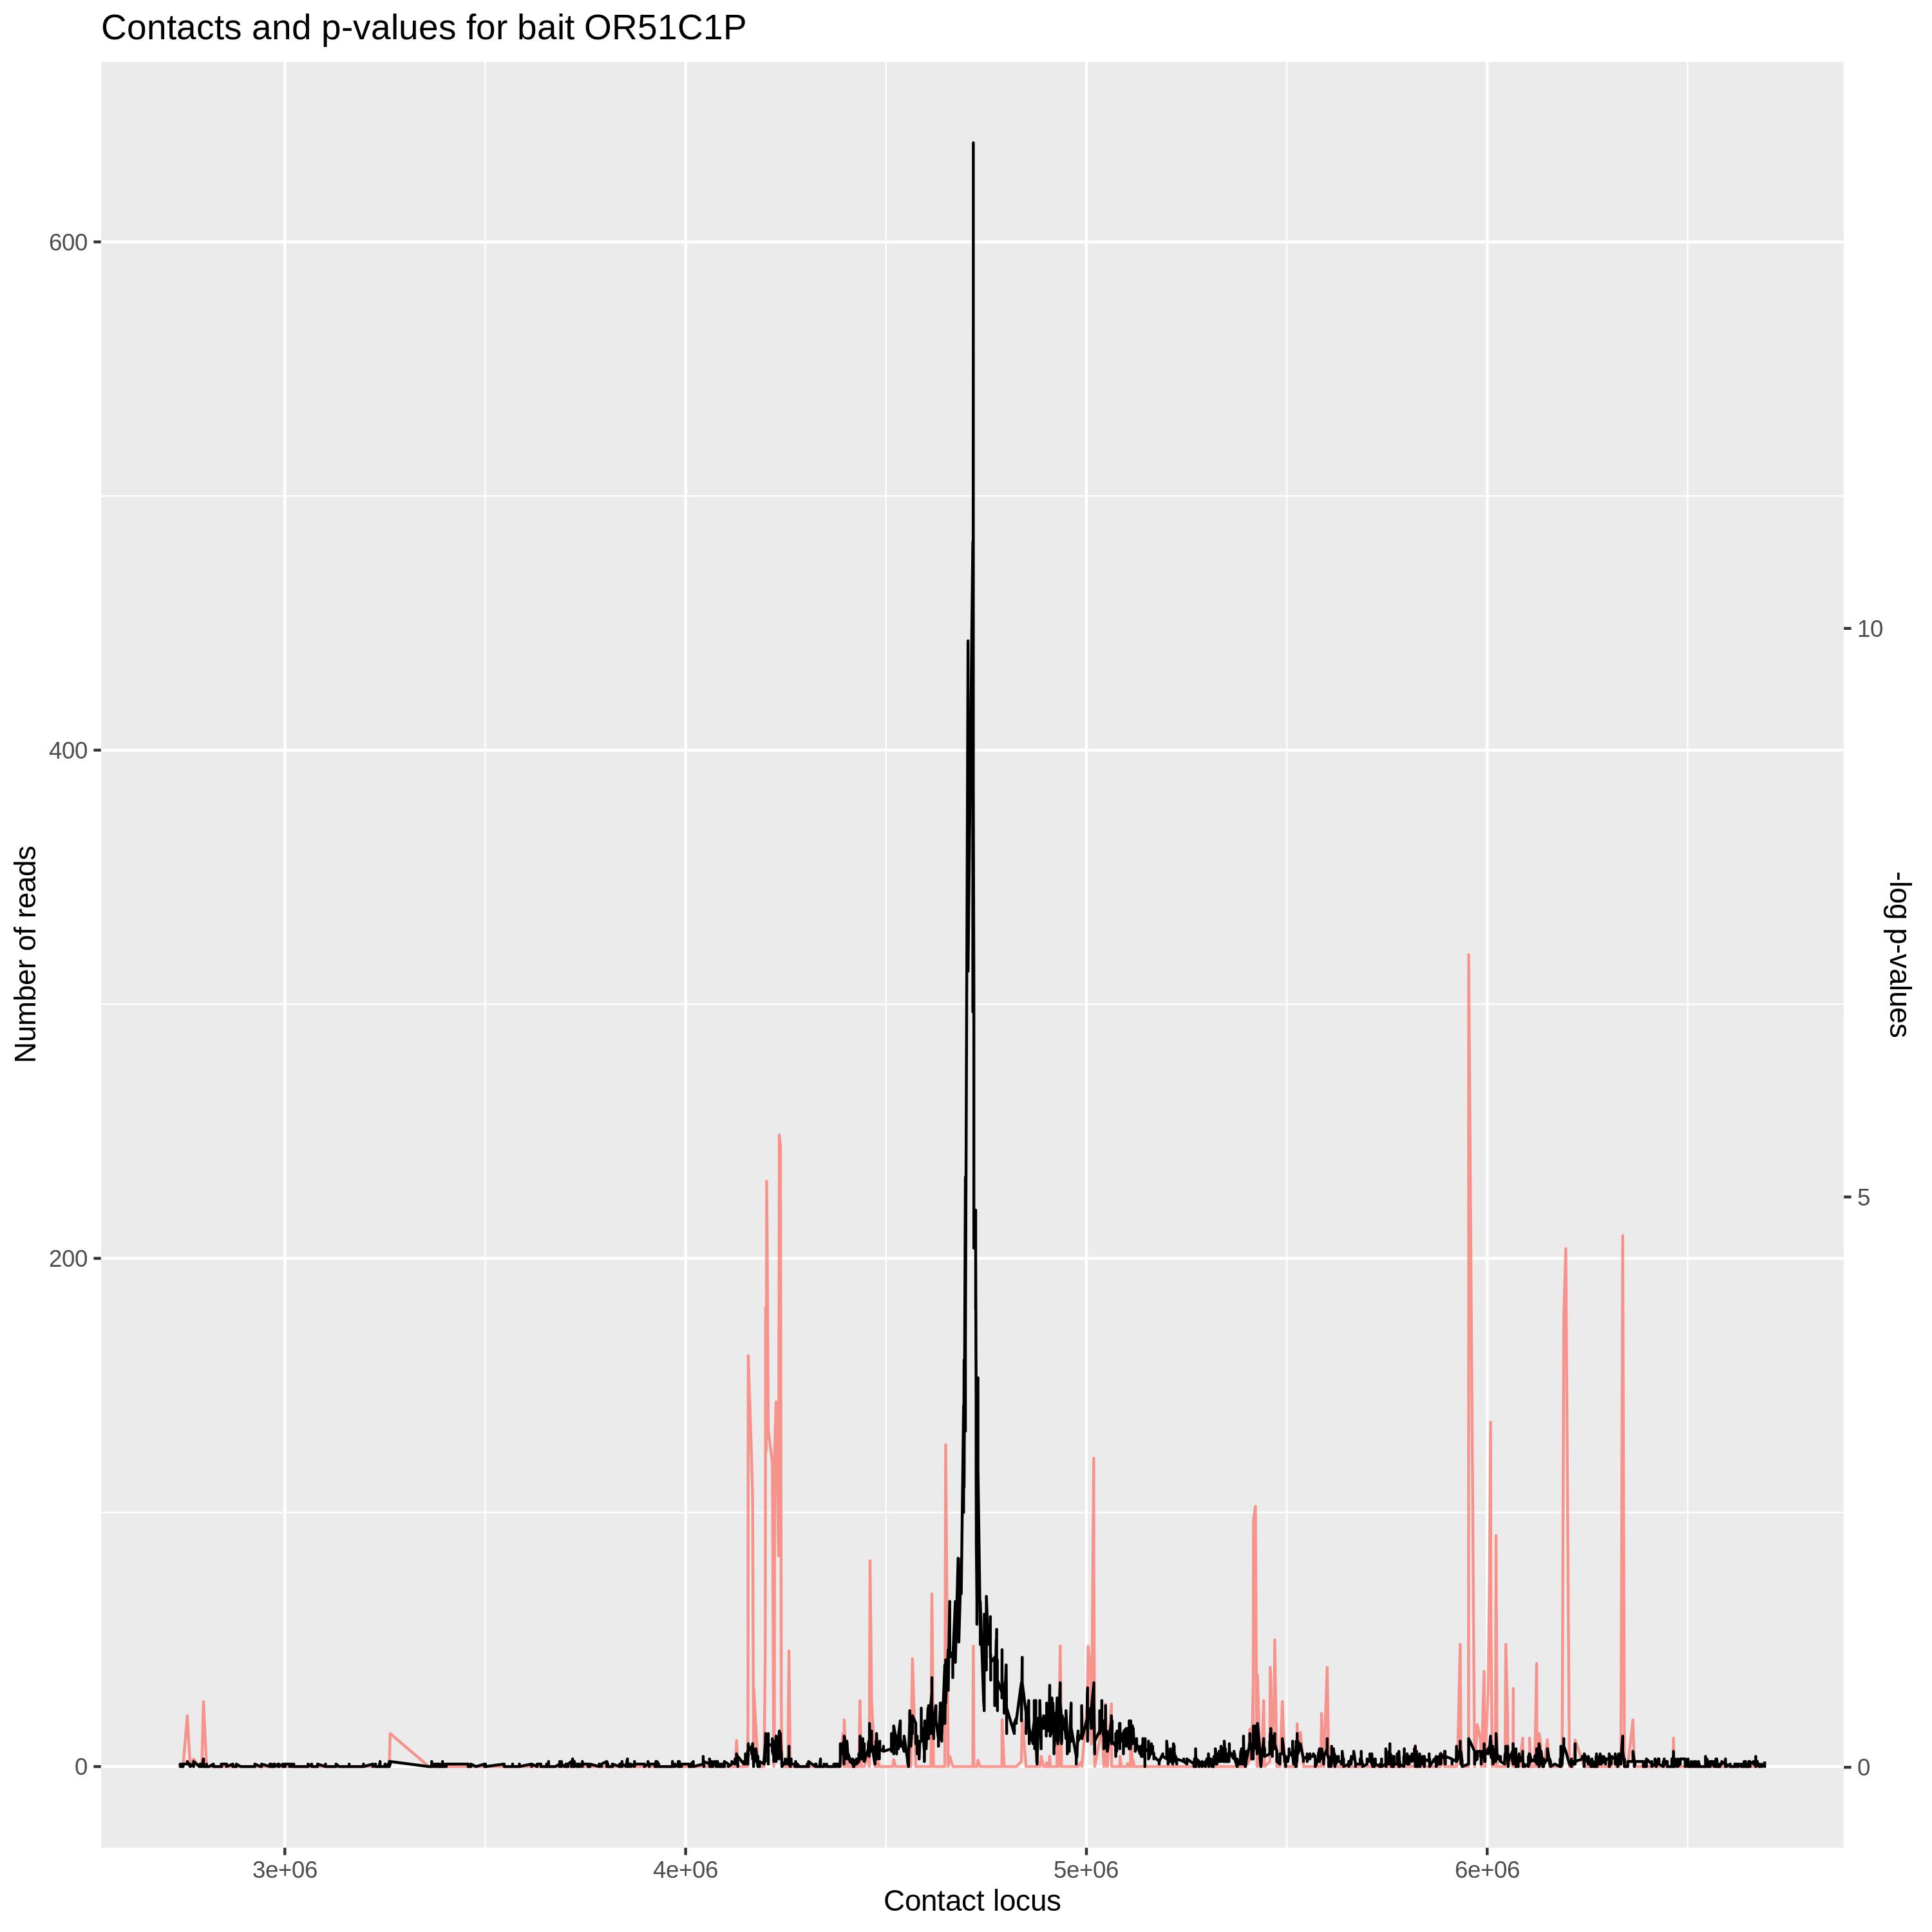 Contacts and p-values for bait OR51C1P
600
400
200
0
Number of reads
10
5
0
-log p-values
3e+06
4e+06
5e+06
6e+06
Contact locus